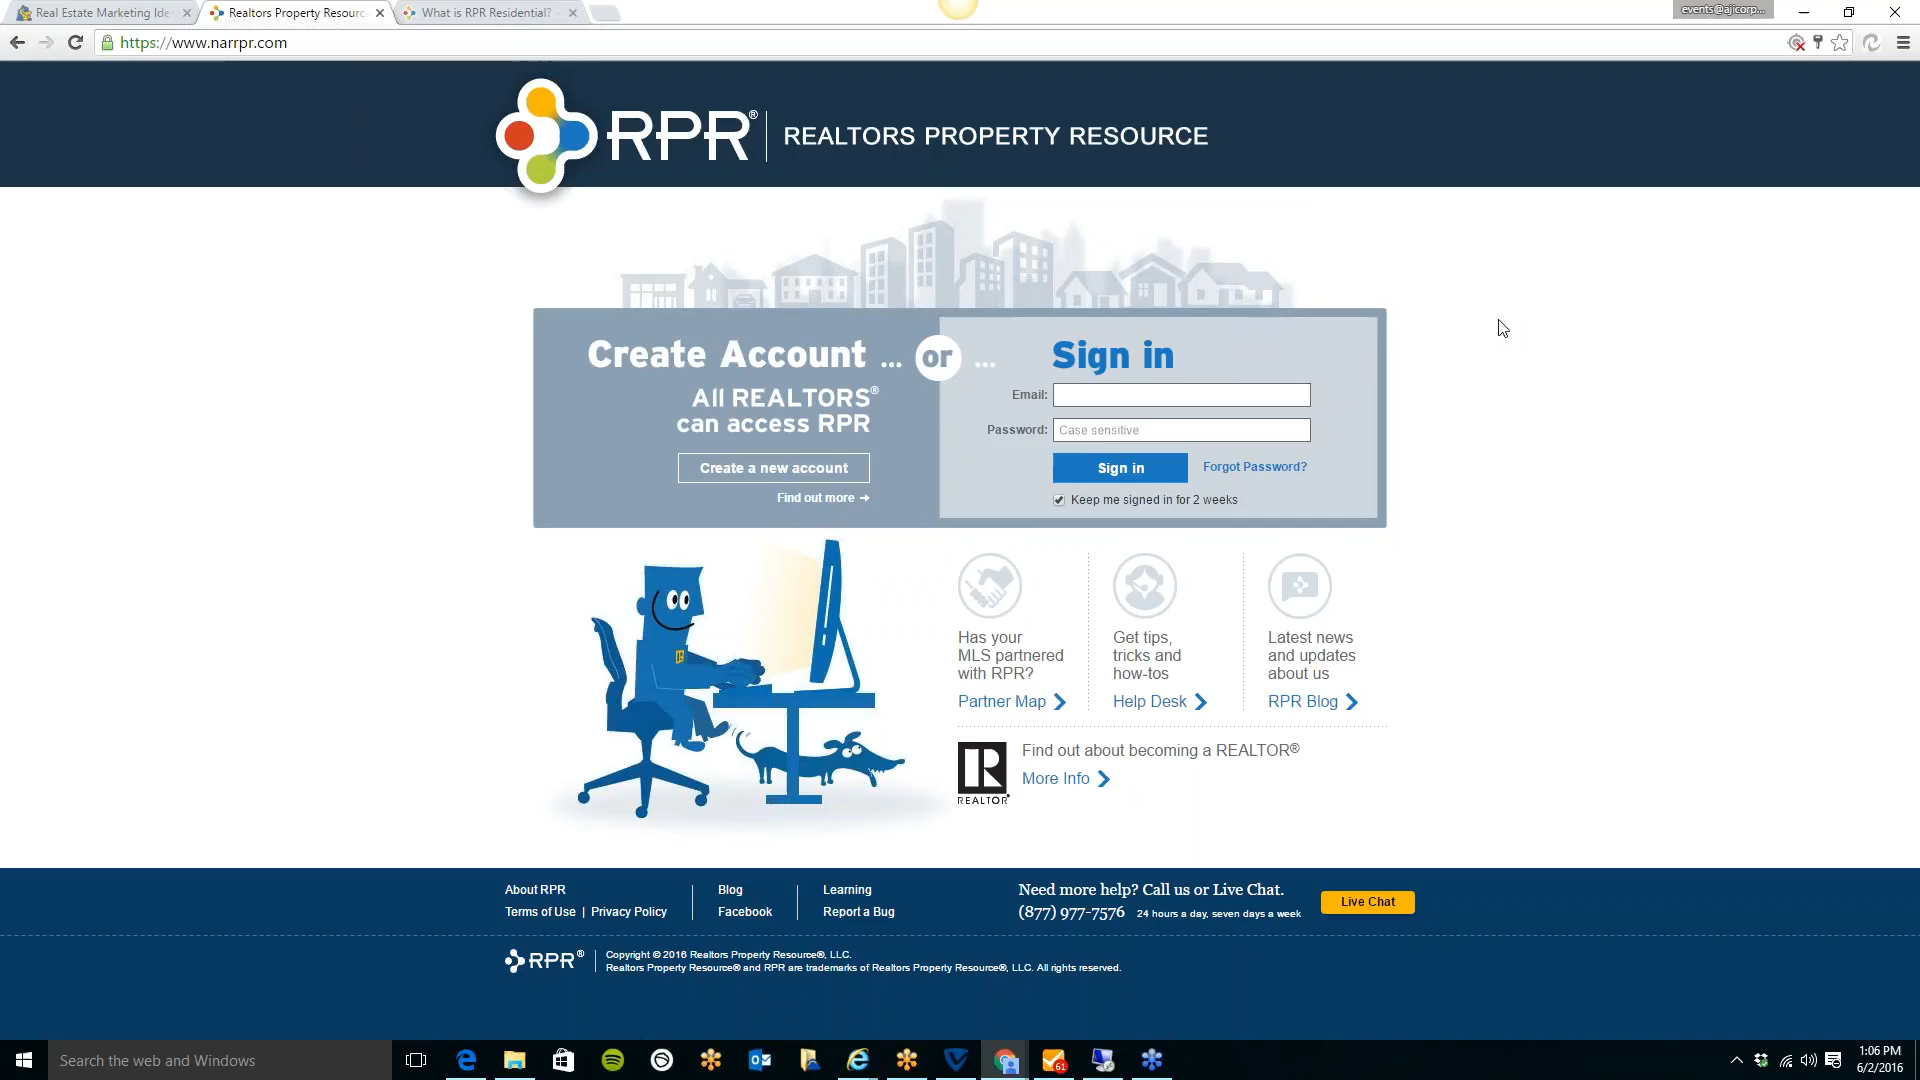 Real Estate Marketing Ide
Realtors Property Resourc
What is RPR Residential?
events@ajicorp...
https://www.narrpr.com
RPR® REALTORS PROPERTY RESOURCE
Create Account ... or ...
All REALTORS®
can access RPR
Create a new account
Find out more
Sign in
Email:
Password: Case sensitive
Sign in Forgot Password?
Keep me signed in for 2 weeks
Has your
MLS partnered
with RPR?
Partner Map
Get tips,
tricks and
how-tos
Help Desk
Latest news
and updates
about us
RPR Blog
Find out about becoming a REALTOR®
More Info
REALTOR®
About RPR
Terms of Use | Privacy Policy
Blog
Facebook
Learning
Report a Bug
Need more help? Call us or Live Chat.
(877) 977-7576 24 hours a day, seven days a week
Live Chat
RPR®
Copyright © 2016 Realtors Property Resource®, LLC.
Realtors Property Resource® and RPR are trademarks of Realtors Property Resource®, LLC. All rights reserved.
Search the web and Windows
61
1:06 PM
6/2/2016